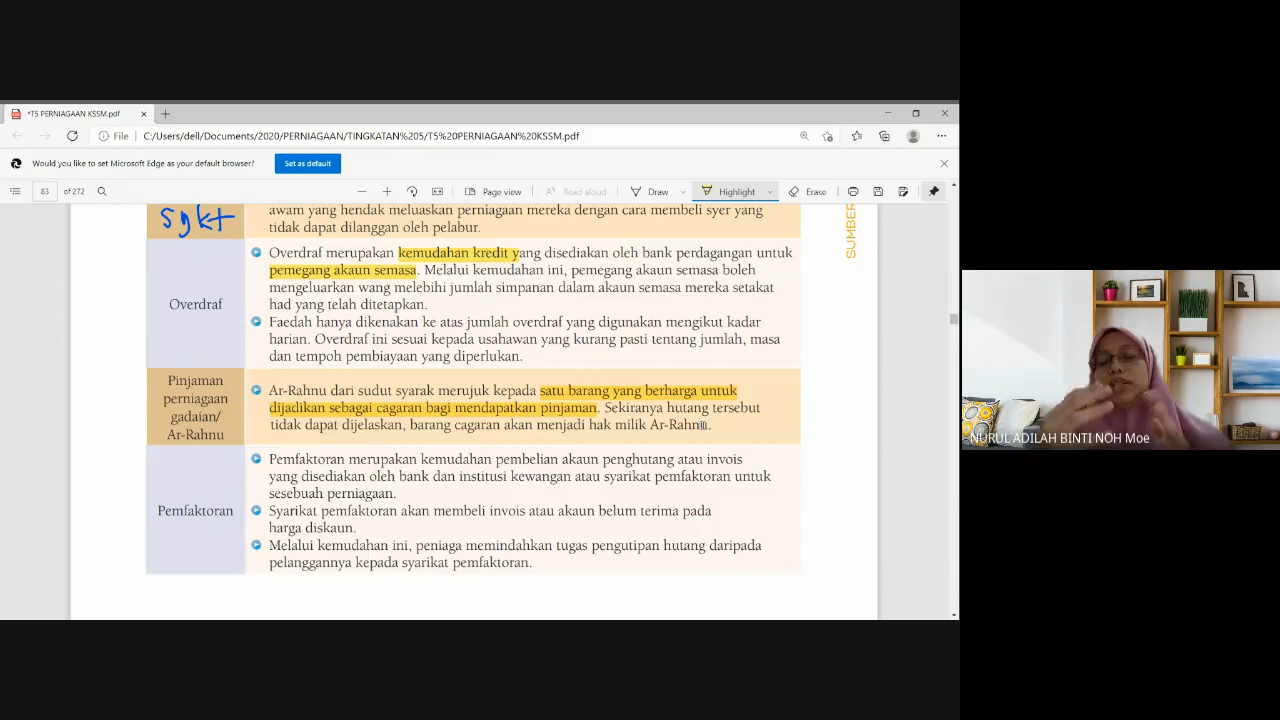 *T5 PERNIAGAAN KSSM.pdf
File
C:/Users/dell/Documents/2020/PERNIAGAAN/TINGKATAN%205/T5%20PERNIAGAAN%20KSSM.pdf
Would you like to set Microsoft Edge as your default browser?
Set as default
83
of 272
Page view
Read aloud
Draw
Highlight
Erase
sykt
awam yang hendak meluaskan perniagaan mereka dengan cara membeli syer yang
tidak dapat dilanggan oleh pelabur.
SUMBER
Overdraf
Overdraf merupakan kemudahan kredit yang disediakan oleh bank perdagangan untuk
pemegang akaun semasa. Melalui kemudahan ini, pemegang akaun semasa boleh
mengeluarkan wang melebihi jumlah simpanan dalam akaun semasa mereka setakat
had yang telah ditetapkan.
Faedah hanya dikenakan ke atas jumlah overdraf yang digunakan mengikut kadar
harian. Overdraf ini sesuai kepada usahawan yang kurang pasti tentang jumlah, masa
dan tempoh pembiayaan yang diperlukan.
Pinjaman
perniagaan
gadaian/
Ar-Rahnu
Ar-Rahnu dari sudut syarak merujuk kepada satu barang yang berharga untuk
dijadikan sebagai cagaran bagi mendapatkan pinjaman. Sekiranya hutang tersebut
tidak dapat dijelaskan, barang cagaran akan menjadi hak milik Ar-Rahnu.
Pemfaktoran
Pemfaktoran merupakan kemudahan pembelian akaun penghutang atau invois
yang disediakan oleh bank dan institusi kewangan atau syarikat pemfaktoran untuk
sesebuah perniagaan.
Syarikat pemfaktoran akan membeli invois atau akaun belum terima pada
harga diskaun.
Melalui kemudahan ini, peniaga memindahkan tugas pengutipan hutang daripada
pelanggannya kepada syarikat pemfaktoran.
NURUL ADILAH BINTI NOH Moe